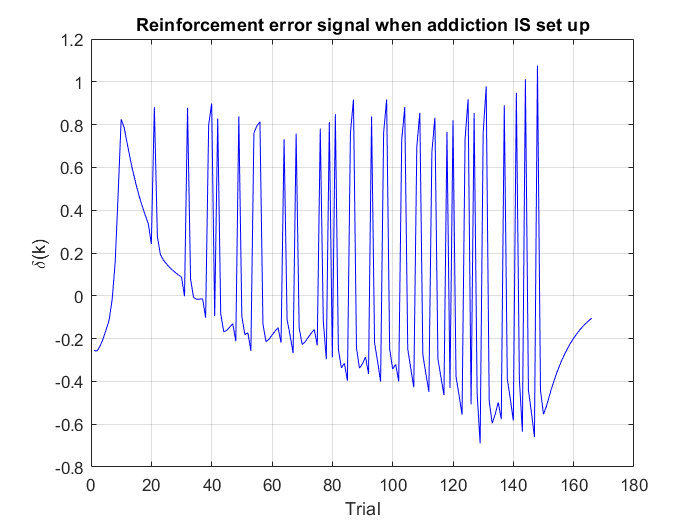 Reinforcement error signal when addiction IS set up
1.2
1
0.8
0.6
0.4
0.2
0
-0.2
-0.4
-0.6
-0.8
δ(k)
0 20 40 60 80 100 120 140 160 180
Trial